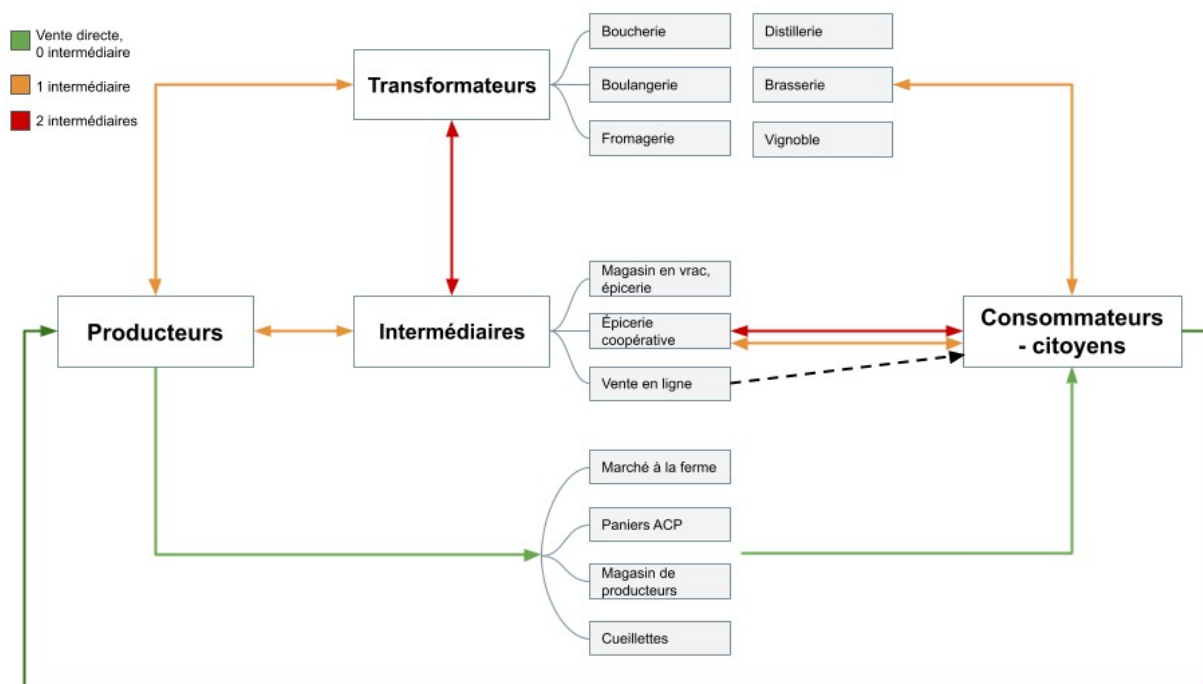 Vente directe,
0 intermédiaire
1 intermédiaire
2 intermédiaires
Transformateurs
Boucherie
Distillerie
Boulangerie
Brasserie
Fromagerie
Vignoble
Producteurs
Intermédiaires
Magasin en vrac,
épicerie
Épicerie
coopérative
Vente en ligne
Consommateurs
- citoyens
Marché à la ferme
Paniers ACP
Magasin de
producteurs
Cueillettes